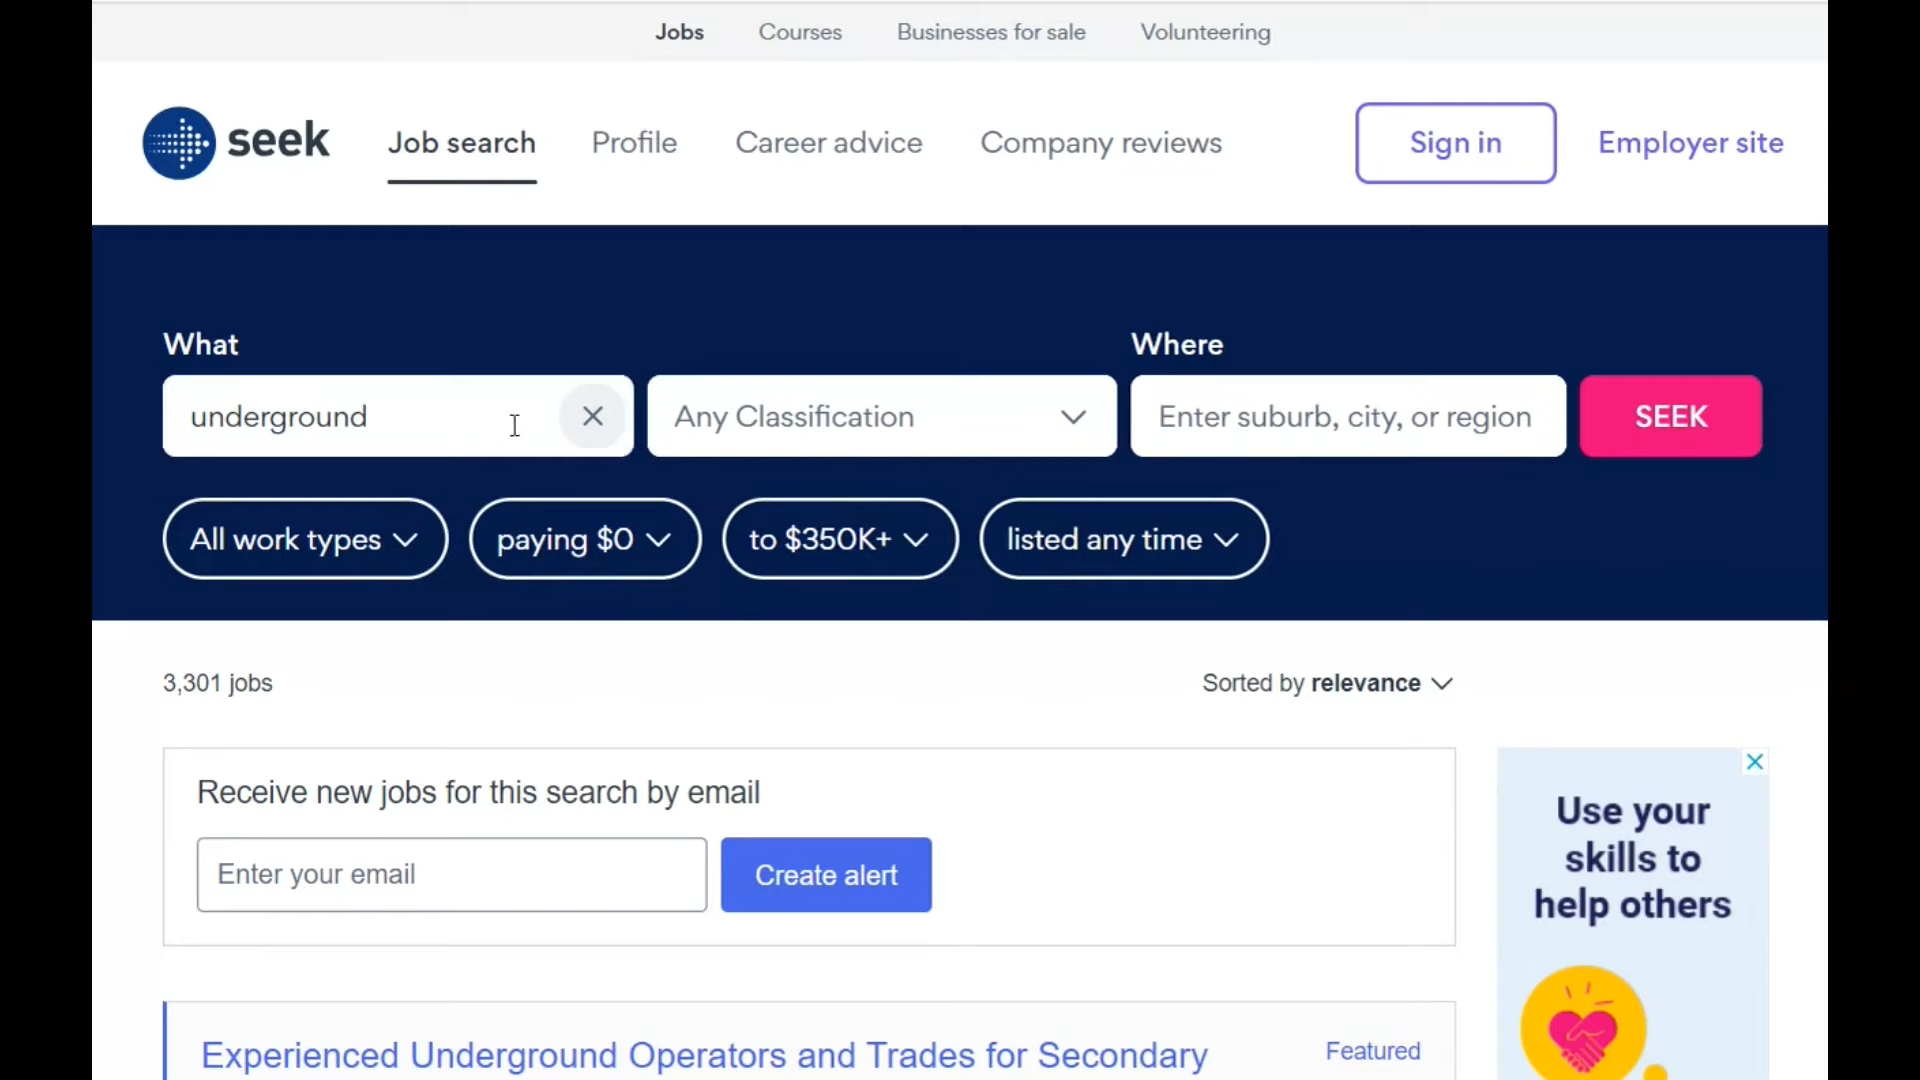 Jobs Courses Businesses for sale Volunteering
seek Job search Profile Career advice Company reviews Sign in Employer site
What Where
underground Any Classification Enter suburb, city, or region SEEK
All work types paying $0 to $350K+ listed any time
3,301 jobs Sorted by relevance
Receive new jobs for this search by email
Enter your email Create alert
Use your
skills to
help others
Experienced Underground Operators and Trades for Secondary Featured